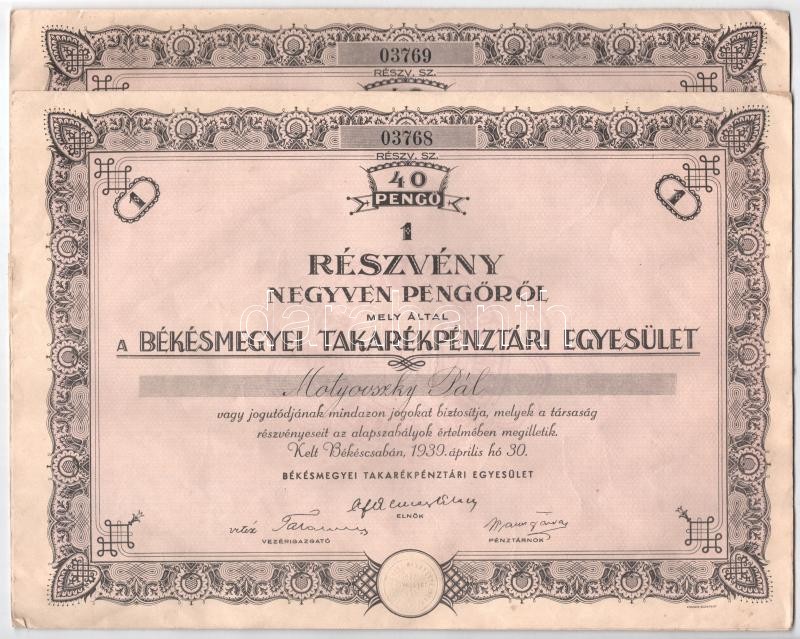 03769
RÉSZV. SZ.
03768
RÉSZV. SZ.
40
PENGŐ
1
1
1
RÉSZVÉNY
NEGYVEN PENGŐRŐL
MELY ÁLTAL
A BÉKÉSMEGYEI TAKARÉKPÉNZTÁRI EGYESÜLET
Motyovszky Pál
vagy jogutódjának mindazon jogokat biztosítja, melyek a társaság
részvényeseit az alapszabályok értelmében megilletik.
Kelt Békéscsabán, 1939. április hó 30.
BÉKÉSMEGYEI TAKARÉKPÉNZTÁRI EGYESÜLET
ELNÖK
vitéz
VEZÉRIGAZGATÓ
PÉNZTÁRNOK